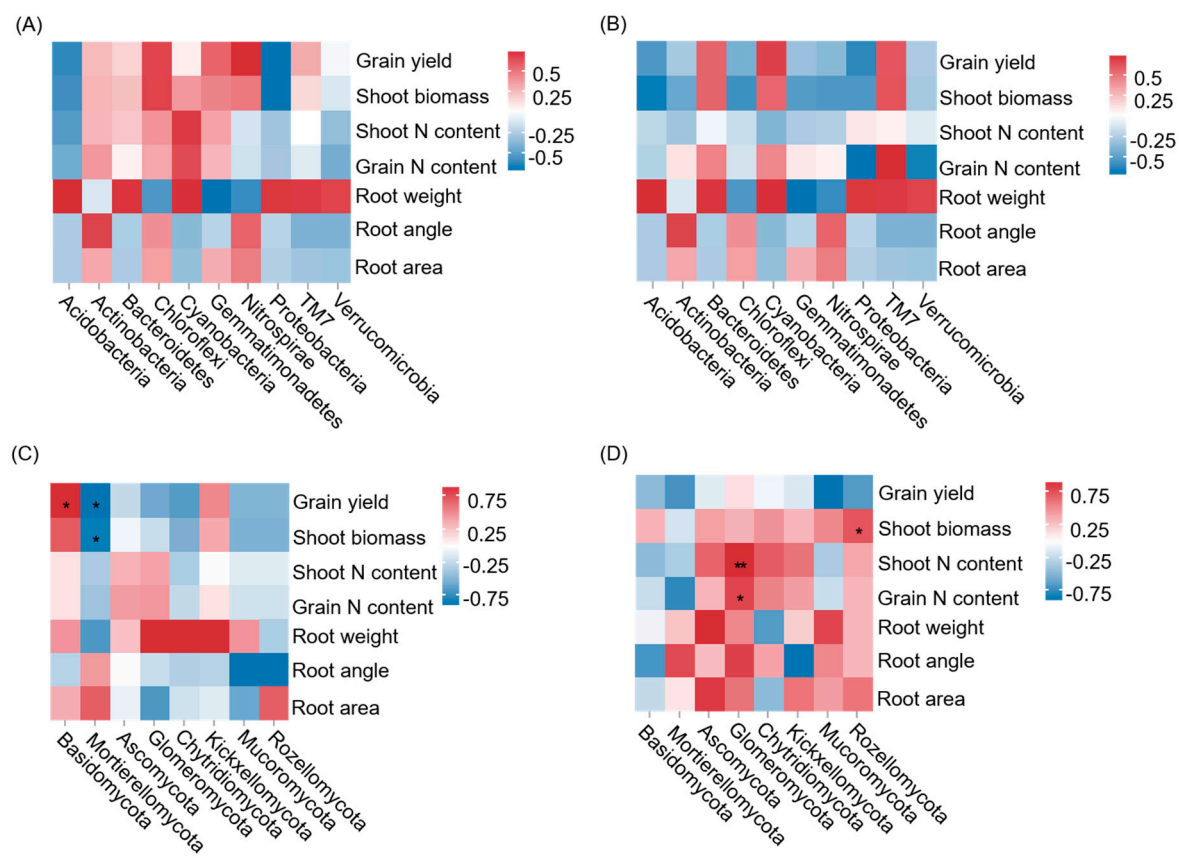 (A)
Grain yield
Shoot biomass
Shoot N content
Grain N content
Root weight
Root angle
Root area
0.5
0.25
-0.25
-0.5
Acidobacteria
Actinobacteria
Bacteroidetes
Chloroflexi
Cyanobacteria
Gemmatimonadetes
Nitrospirae
Proteobacteria
TM7
Verrucomicrobia
(B)
Grain yield
Shoot biomass
Shoot N content
Grain N content
Root weight
Root angle
Root area
0.5
0.25
-0.25
-0.5
Acidobacteria
Actinobacteria
Bacteroidetes
Chloroflexi
Cyanobacteria
Gemmatimonadetes
Nitrospirae
Proteobacteria
TM7
Verrucomicrobia
(C)
* *
*
Grain yield
Shoot biomass
Shoot N content
Grain N content
Root weight
Root angle
Root area
0.75
0.25
-0.25
-0.75
Basidomycota
Mortierellomycota
Ascomycota
Glomeromycota
Chytridiomycota
Kickxellomycota
Mucoromycota
Rozellomycota
(D)
*
**
*
Grain yield
Shoot biomass
Shoot N content
Grain N content
Root weight
Root angle
Root area
0.75
0.25
-0.25
-0.75
Basidomycota
Mortierellomycota
Ascomycota
Glomeromycota
Chytridiomycota
Kickxellomycota
Mucoromycota
Rozellomycota